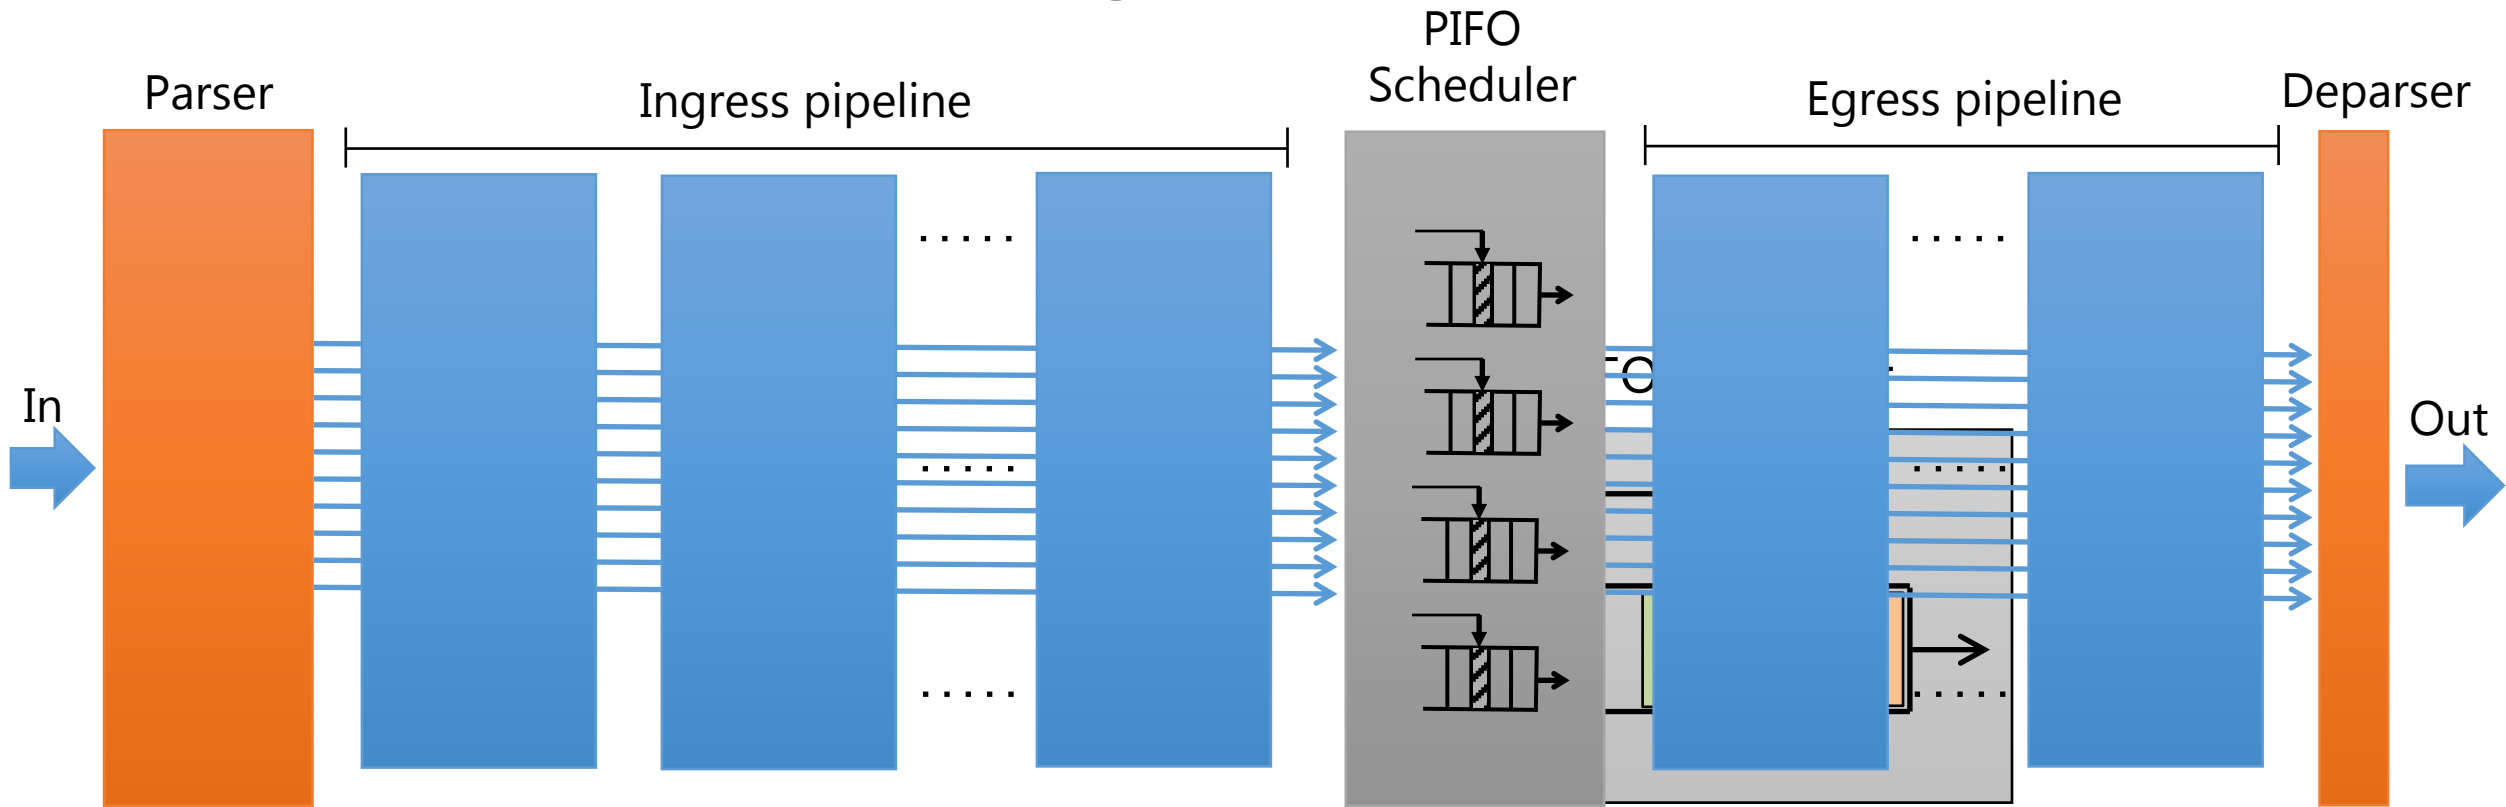 PIFO
Scheduler
Parser
Ingress pipeline
Egress pipeline
Deparser
In
Out